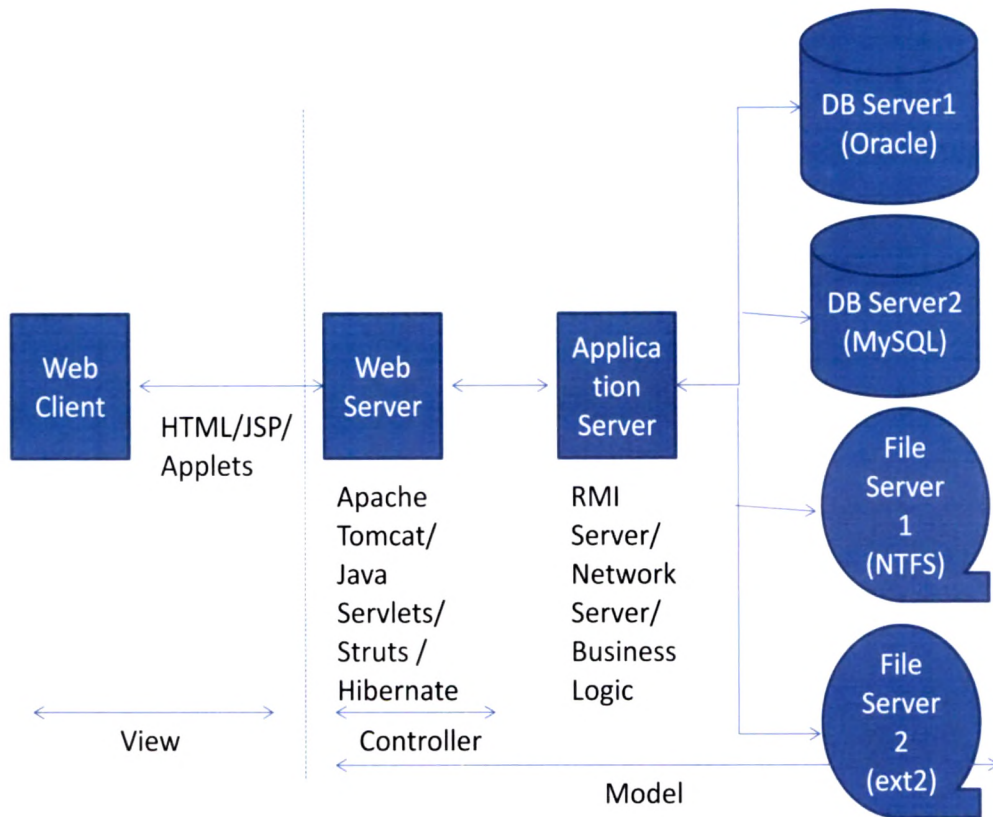 DB Server1
(Oracle)
DB Server2
(MySQL)
Web
Client
Web
Server
Applica
tion
Server
HTML/JSP/
Applets
File
Server
1
(NTFS)
Apache
Tomcat/
Java
Servlets/
Struts /
Hibernate
RMI
Server/
Network
Server/
Business
Logic
File
Server
2
(ext2)
View
Controller
Model